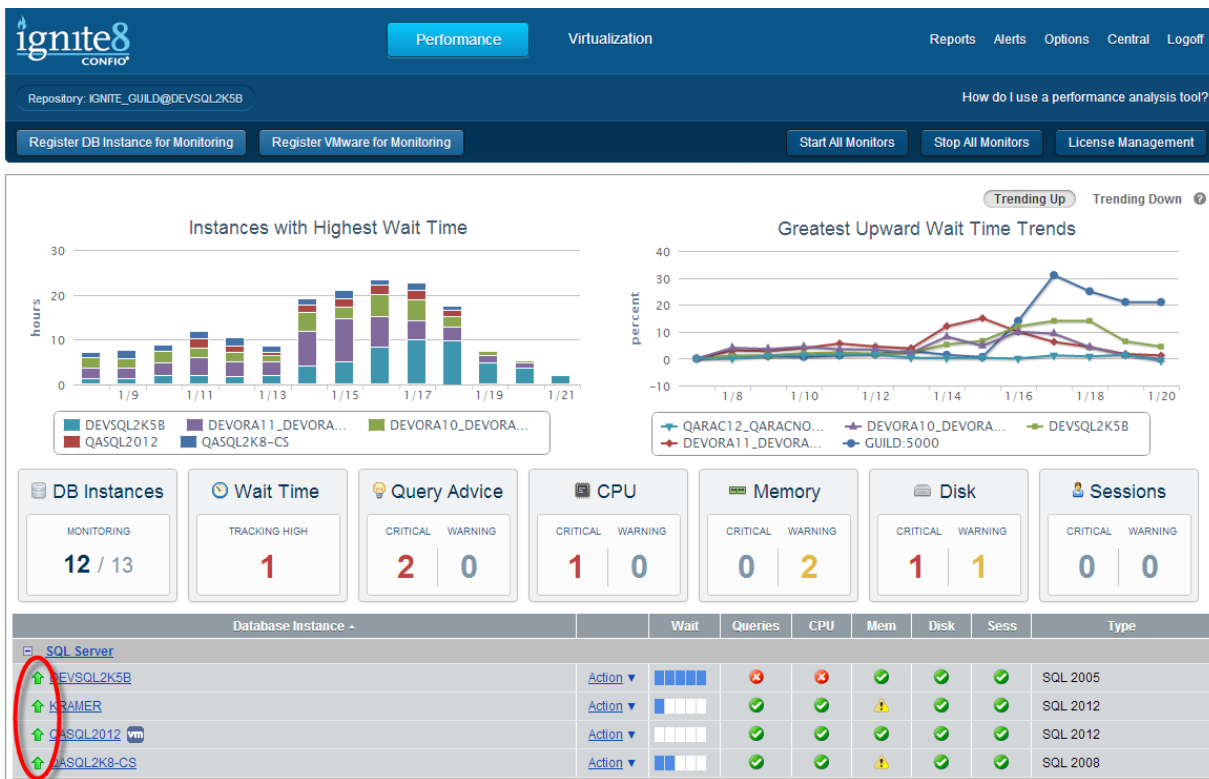 ignite8
CONFIO
Performance
Virtualization
Reports Alerts Options Central Logoff
Repository: IGNITE_GUILD@DEVSQL2K5B
How do I use a performance analysis tool?
Register DB Instance for Monitoring
Register VMware for Monitoring
Start All Monitors
Stop All Monitors
License Management
Trending Up
Trending Down
?
Instances with Highest Wait Time
hours
30
20
10
0
1/9 1/11 1/13 1/15 1/17 1/19 1/21
DEVSQL2K5B DEVORA11_DEVORA... DEVORA10_DEVORA...
QASQL2012 QASQL2K8-CS
Greatest Upward Wait Time Trends
percent
40
30
20
10
0
-10
1/8 1/10 1/12 1/14 1/16 1/18 1/20
QARAC12_QARACNO... DEVORA10_DEVORA... DEVSQL2K5B
DEVORA11_DEVORA... GUILD:5000
DB Instances
MONITORING
12 / 13
Wait Time
TRACKING HIGH
1
Query Advice
CRITICAL WARNING
2 0
CPU
CRITICAL WARNING
1 0
Memory
CRITICAL WARNING
0 2
Disk
CRITICAL WARNING
1 1
Sessions
CRITICAL WARNING
0 0
Database Instance Wait Queries CPU Mem Disk Sess Type
SQL Server
DEVSQL2K5B Action SQL 2005
KRAMER Action SQL 2012
QASQL2012 vm Action SQL 2012
QASQL2K8-CS Action SQL 2008